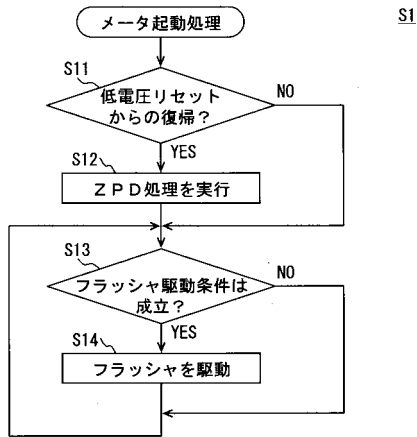 メータ起動処理
S1
S11
低電圧リセット
からの復帰？
NO
YES
S12
ＺＰＤ処理を実行
S13
フラッシャ駆動条件は
成立？
NO
YES
S14
フラッシャを駆動